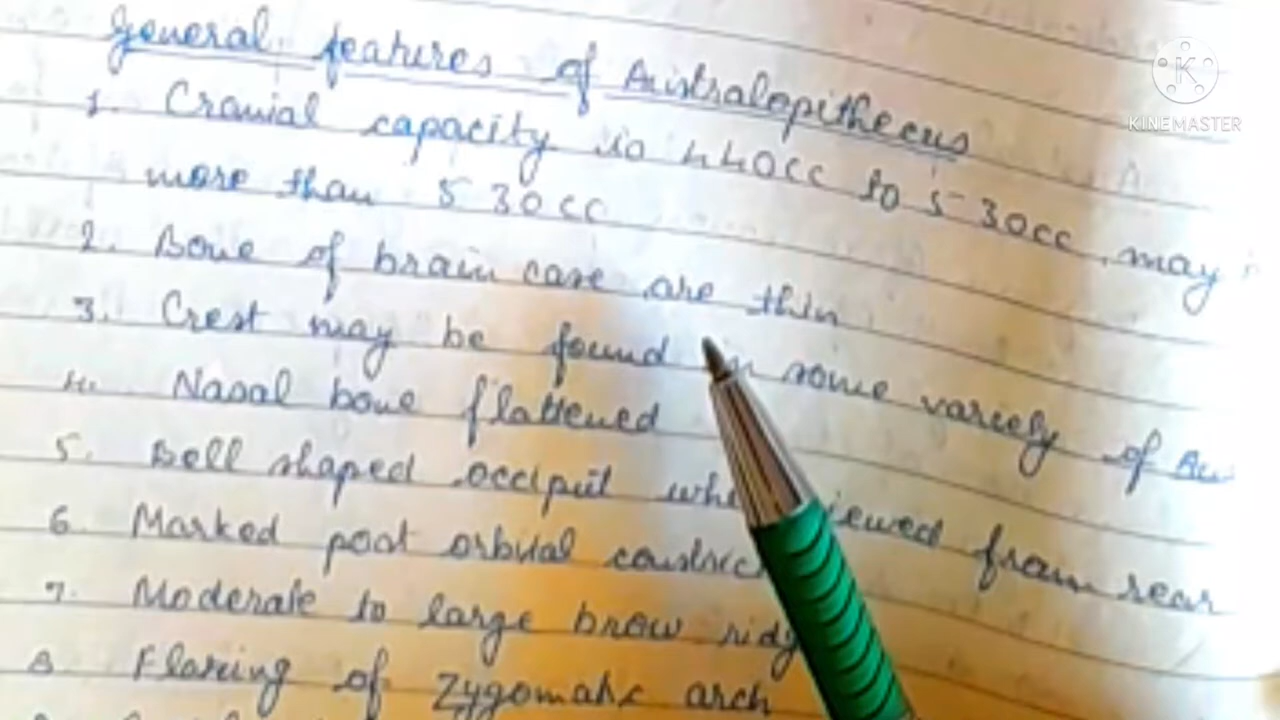 General features of Australopithecus
1. Cranial capacity is 440cc to 530cc, may
more than 530cc
2. Bone of brain case are thin
3. Crest may be found in some variety of Au
4. Nasal bone flattened
5. Bell shaped occiput when viewed from rear
6. Marked post orbital constric
7. Moderate to large brow ridg
8 Flaring of Zygomatic arch
KINEMASTER